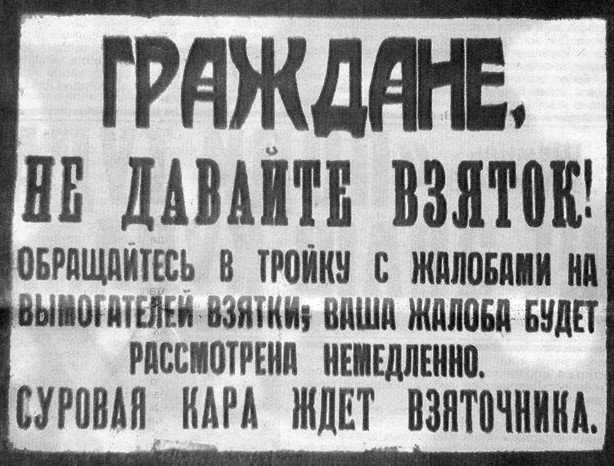 ГРАЖДАНЕ,
НЕ ДАВАЙТЕ ВЗЯТОК!
ОБРАЩАЙТЕСЬ В ТРОЙКУ С ЖАЛОБАМИ НА
ВЫМОГАТЕЛЕЙ ВЗЯТКИ; ВАША ЖАЛОБА БУДЕТ
РАССМОТРЕНА НЕМЕДЛЕННО.
СУРОВАЯ КАРА ЖДЕТ ВЗЯТОЧНИКА.